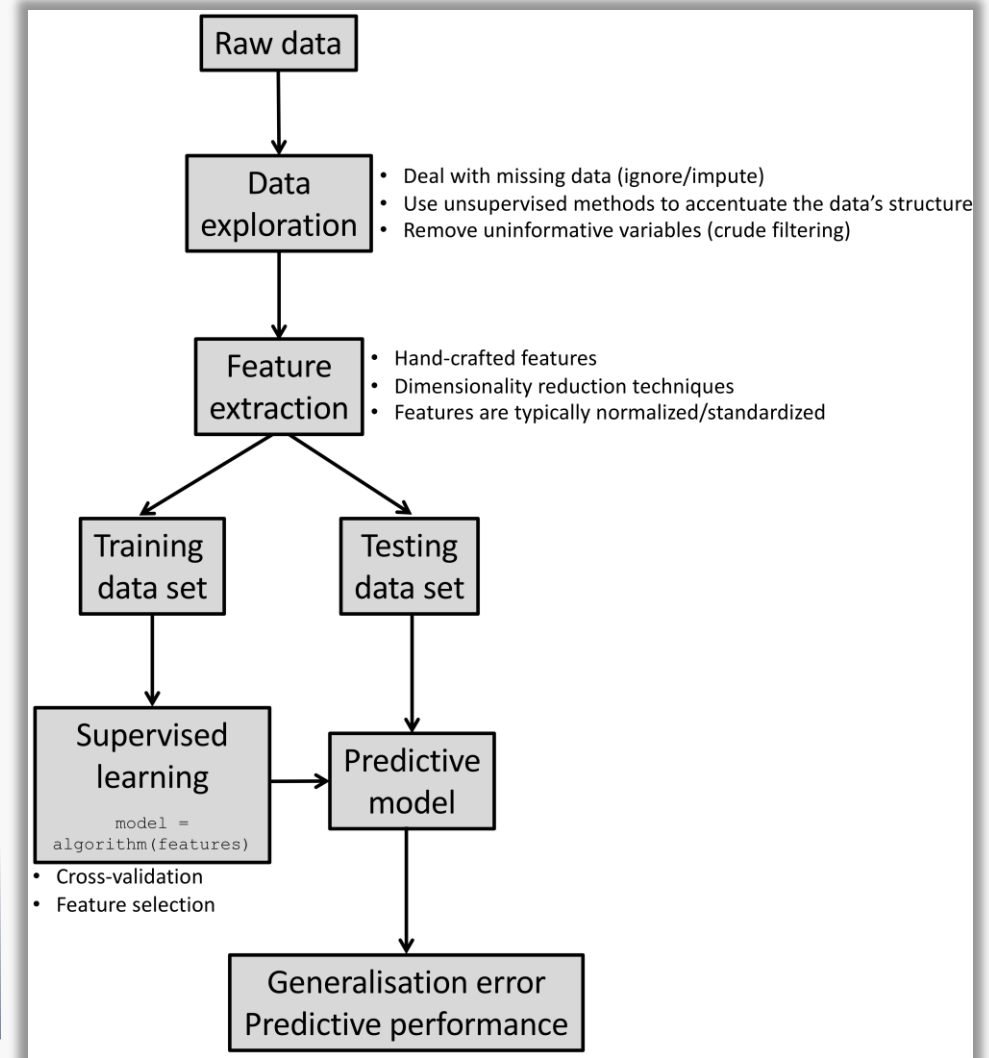 Raw data
Data
exploration
• Deal with missing data (ignore/impute)
• Use unsupervised methods to accentuate the data's structure
• Remove uninformative variables (crude filtering)
Feature
extraction
• Hand-crafted features
• Dimensionality reduction techniques
• Features are typically normalized/standardized
Training
data set
Testing
data set
Supervised
learning
model =
algorithm(features)
• Cross-validation
• Feature selection
Predictive
model
Generalisation error
Predictive performance